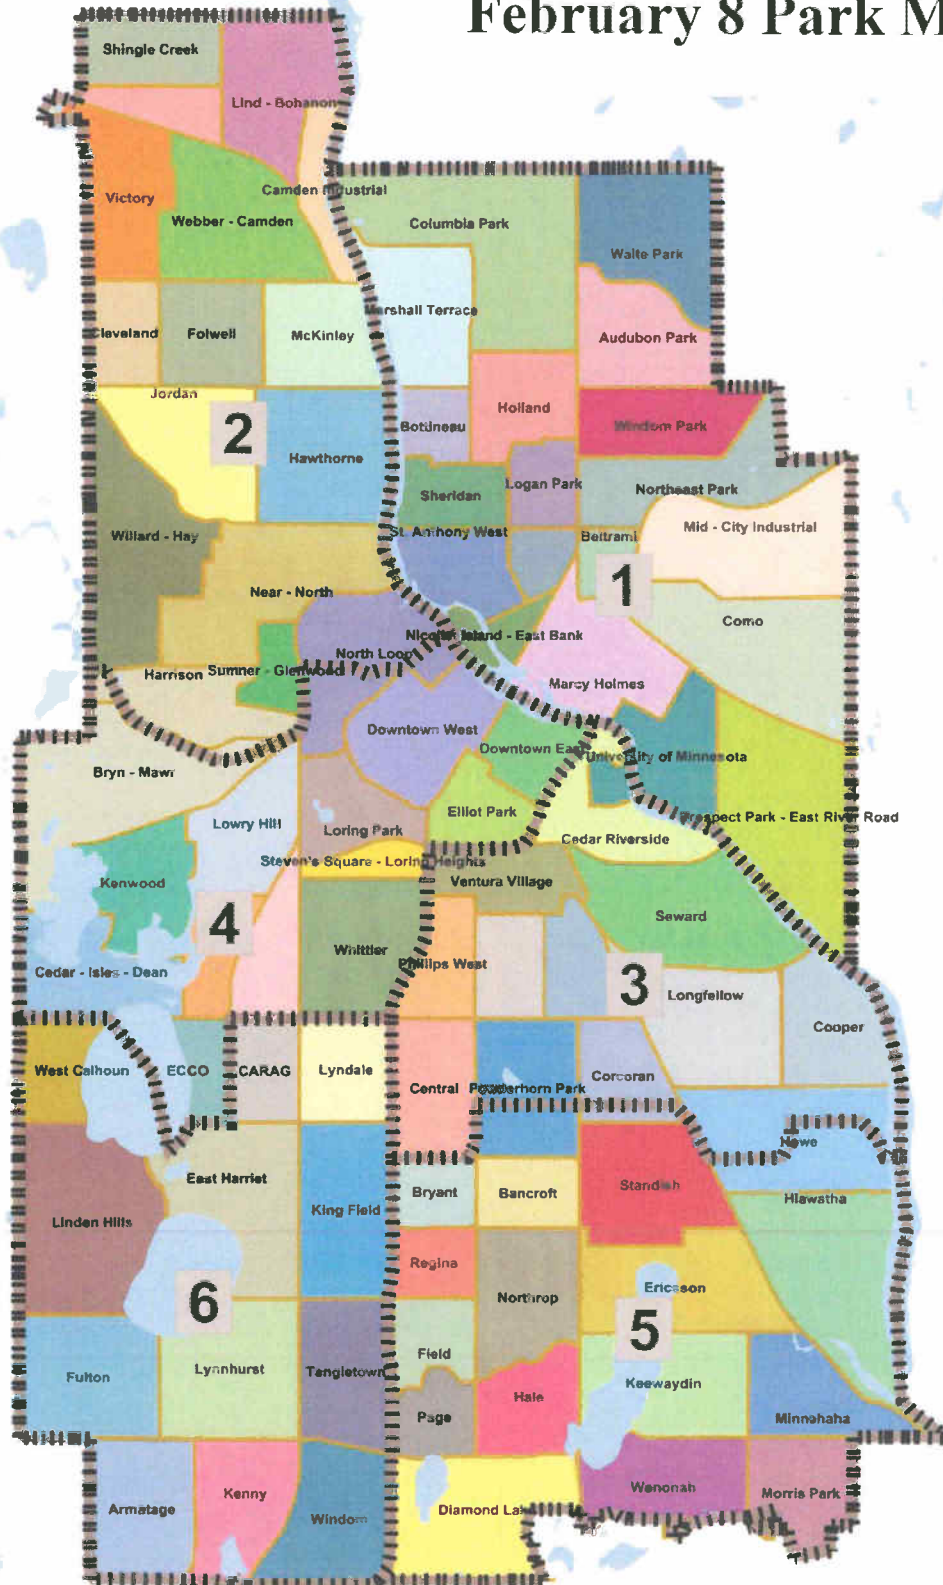 February 8 Park M
Shingle Creek
Lind - Bohanon
Camden Industrial
Victory
Webber - Camden
Columbia Park
Waite Park
Marshall Terrace
Cleveland
Folwell
McKinley
Audubon Park
Jordan
2
Holland
Bottineau
Windom Park
Hawthorne
Logan Park
Northeast Park
Sheridan
Mid - City Industrial
St. Anthony West
Beltrami
Willard - Hay
1
Near - North
Como
Nicollet Island - East Bank
North Loop
Harrison
Sumner - Glenwood
Marcy Holmes
Downtown West
Downtown East
University of Minnesota
Bryn - Mawr
Elliot Park
Prospect Park - East River Road
Lowry Hill
Loring Park
Cedar Riverside
Steven's Square - Loring Heights
Kenwood
Ventura Village
4
Seward
Whittier
Phillips West
Cedar - Isles - Dean
3
Longfellow
Cooper
West Calhoun
ECCO
CARAG
Lyndale
Central
Powderhorn Park
Corcoran
Howe
East Harriet
Bryant
Bancroft
Standish
Hiawatha
Linden Hills
King Field
Regina
Northrop
Ericsson
6
5
Field
Fulton
Lynnhurst
Tangletown
Keewaydin
Page
Hale
Minnehaha
Armatage
Kenny
Windom
Diamond Lake
Wenonah
Morris Park